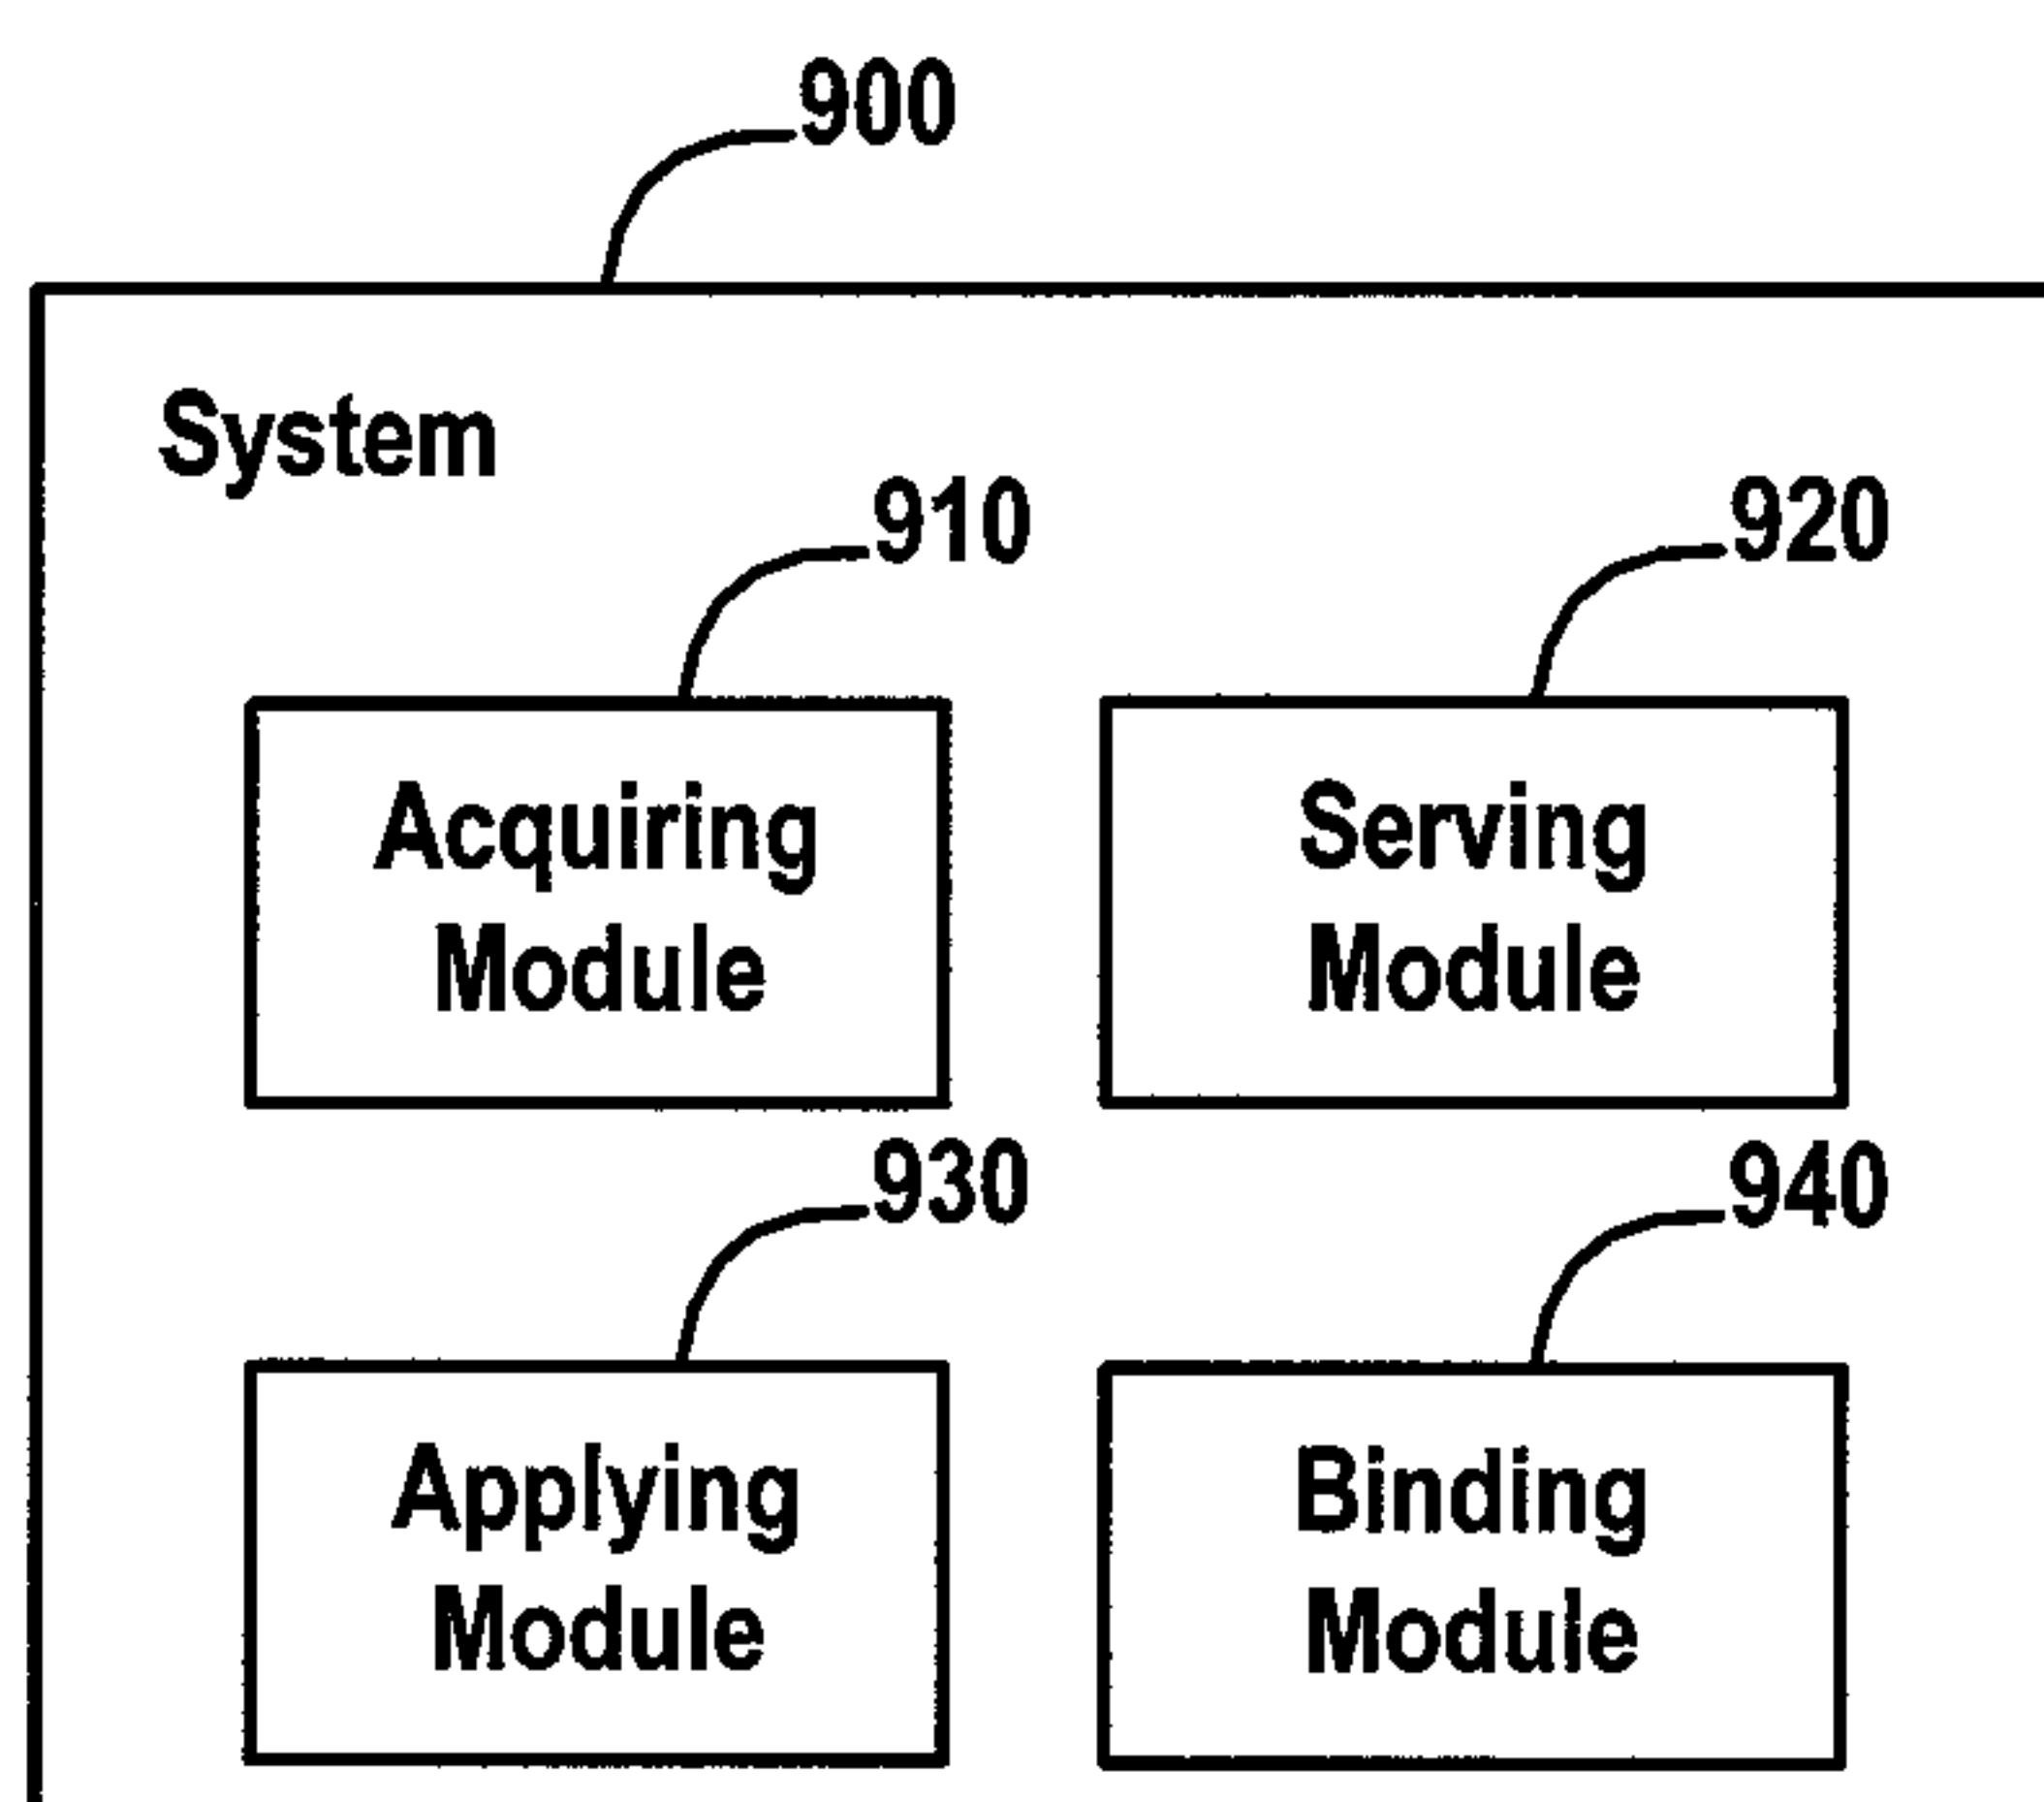 900
System
910
920
Acquiring
Module
Serving
Module
930
940
Applying
Module
Binding
Module